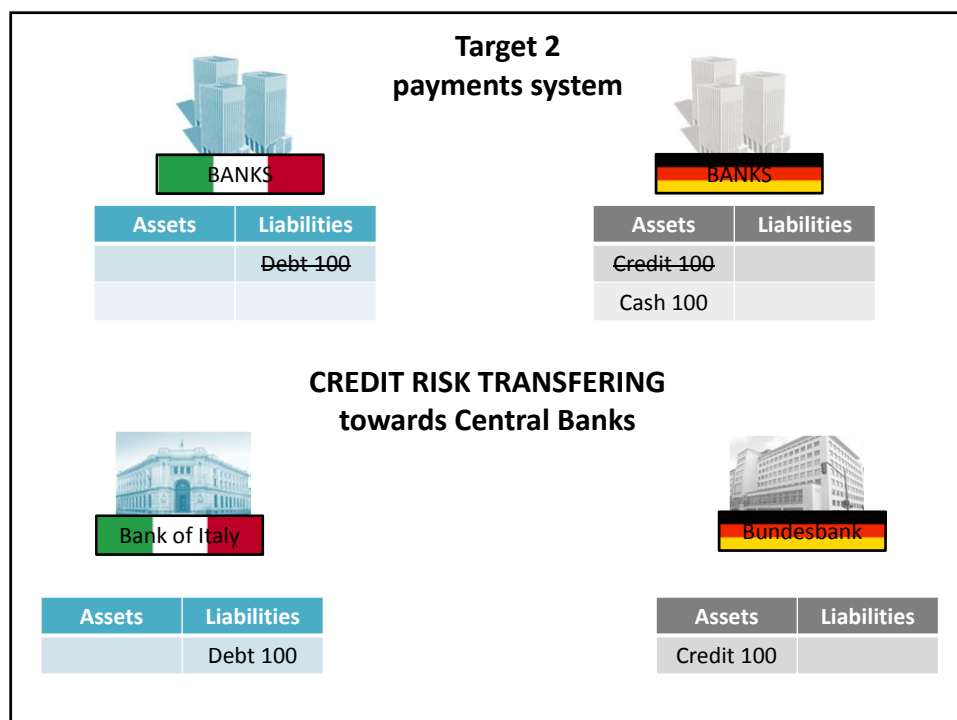 Target 2
payments system
BANKS
BANKS
Assets Liabilities
Debt 100
Assets Liabilities
Credit 100
Cash 100
CREDIT RISK TRANSFERING
towards Central Banks
Bank of Italy
Bundesbank
Assets Liabilities
Debt 100
Assets Liabilities
Credit 100